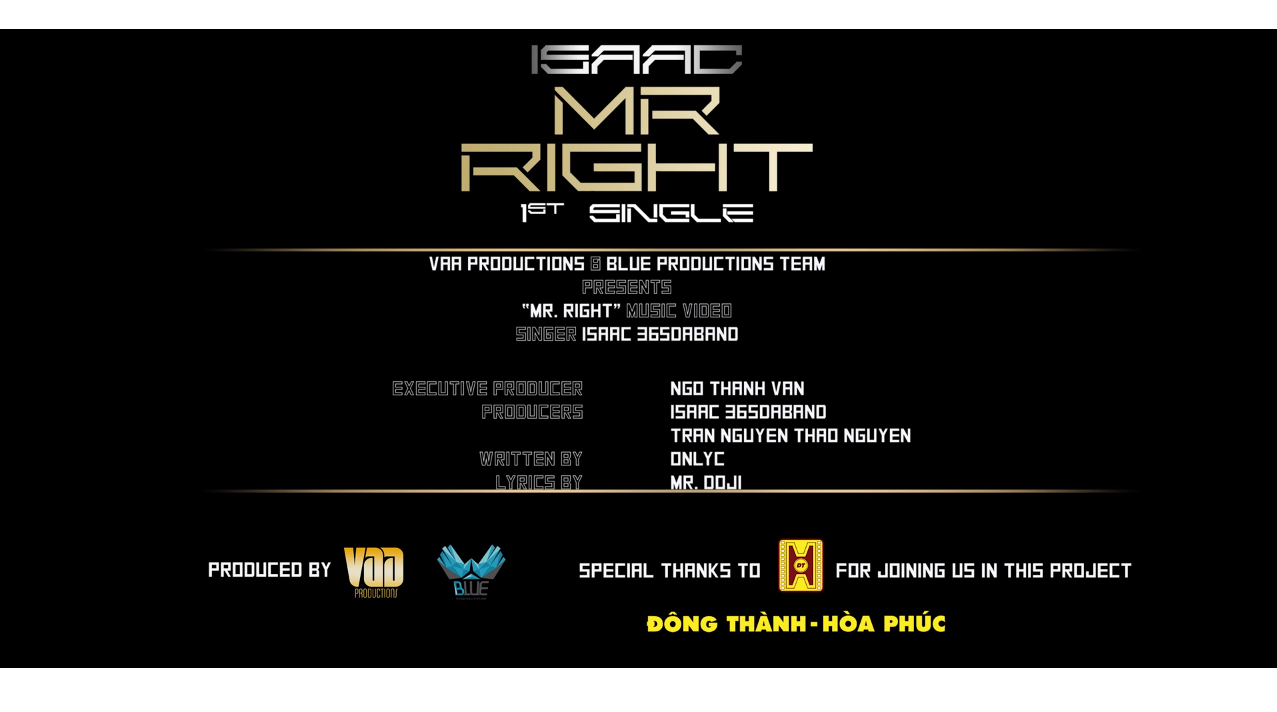 ISAAC
MR
RIGHT
1ST SINGLE
VAA PRODUCTIONS & BLUE PRODUCTIONS TEAM
PRESENTS
"MR. RIGHT" MUSIC VIDEO
SINGER ISAAC 365DABAND
EXECUTIVE PRODUCER NGO THANH VAN
PRODUCERS ISAAC 365DABAND
TRAN NGUYEN THAO NGUYEN
WRITTEN BY ONLYC
LYRICS BY MR. DOJI
PRODUCED BY VAA PRODUCTIONS BLUE SPECIAL THANKS TO DT FOR JOINING US IN THIS PROJECT
ĐÔNG THÀNH - HÒA PHÚC